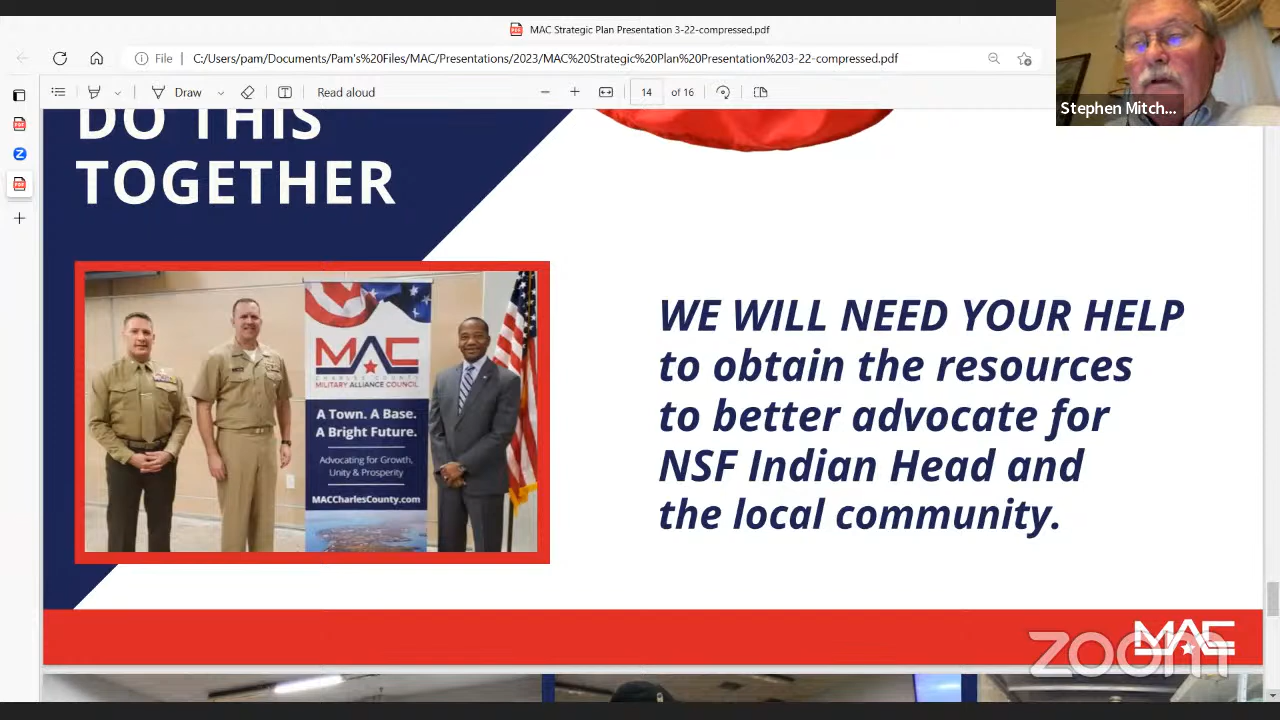 MAC Strategic Plan Presentation 3-22-compressed.pdf
File
C:/Users/pam/Documents/Pam's%20Files/MAC/Presentations/2023/MAC%20Strategic%20Plan%20Presentation%203-22-compressed.pdf
Draw
Read aloud
14
of 16
Stephen Mitch...
DO THIS
TOGETHER
MAC
CHARLES COUNTY
MILITARY ALLIANCE COUNCIL
A Town. A Base.
A Bright Future.
Advocating for Growth,
Unity & Prosperity
MACCharlesCounty.com
WE WILL NEED YOUR HELP
to obtain the resources
to better advocate for
NSF Indian Head and
the local community.
MAC
zoom